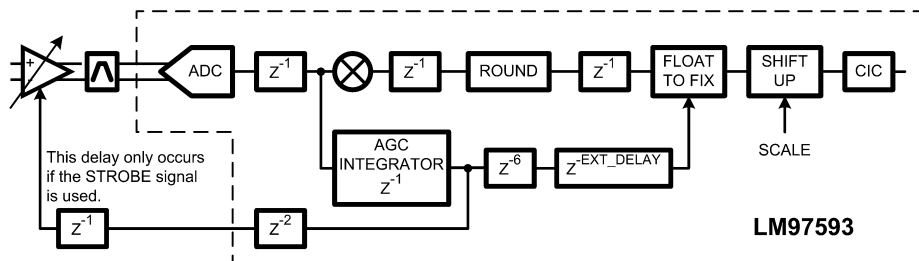 +
-
ADC
Z-1
Z-1
ROUND
Z-1
FLOAT
TO FIX
SHIFT
UP
CIC
This delay only occurs
if the STROBE signal
is used.
AGC
INTEGRATOR
Z-1
Z-6
Z-EXT_DELAY
SCALE
Z-1
Z-2
LM97593